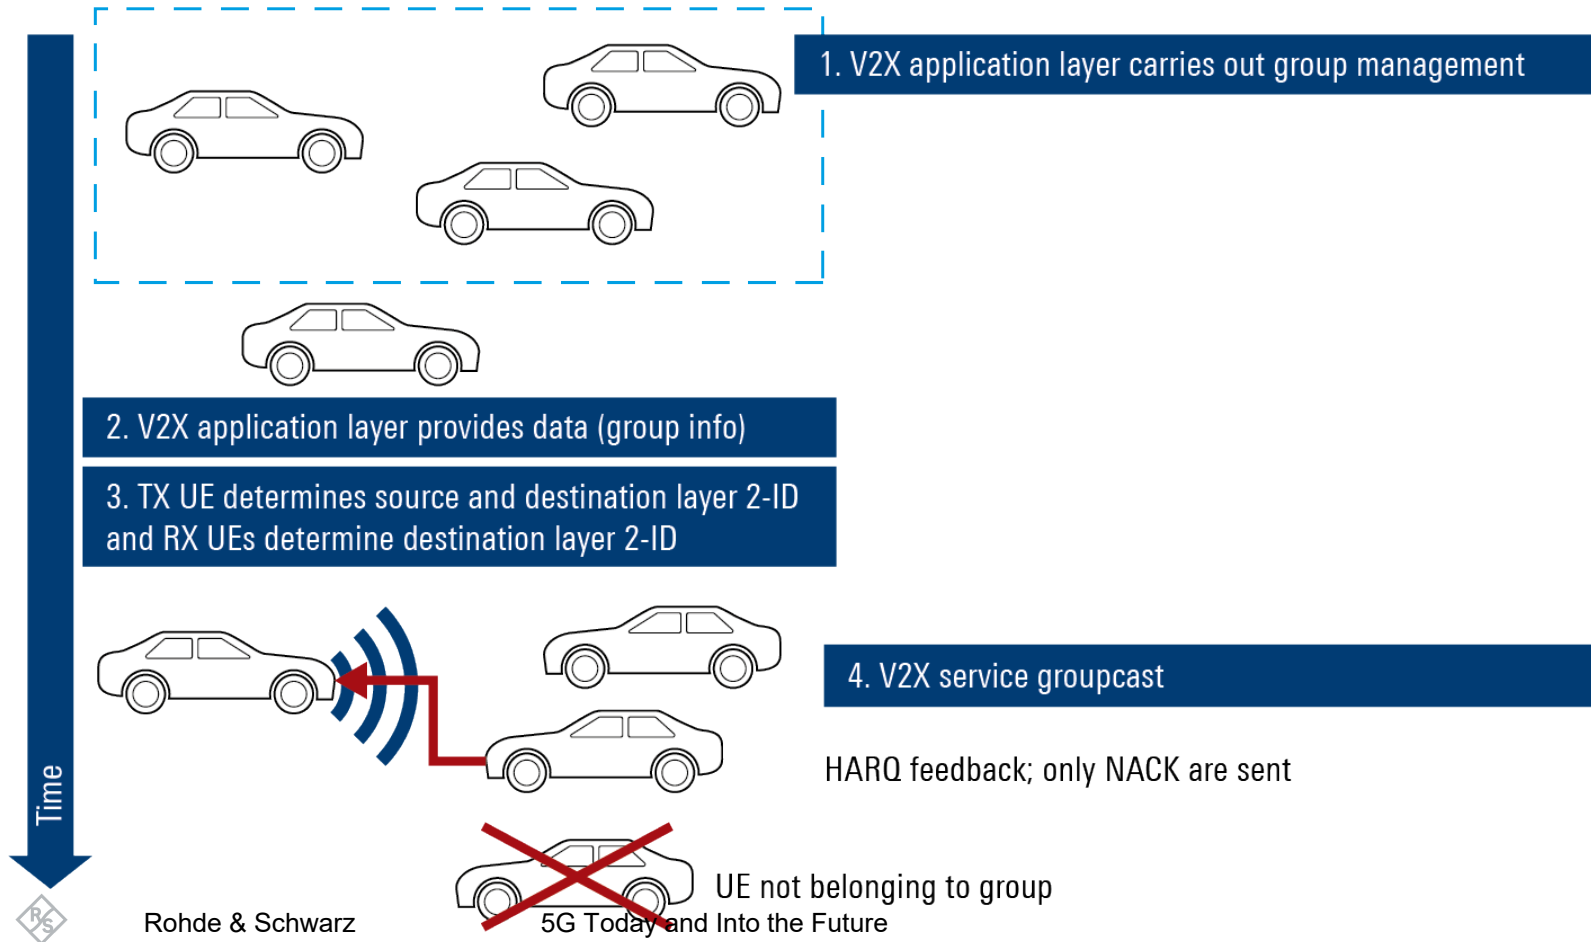 1. V2X application layer carries out group management
2. V2X application layer provides data (group info)
3. TX UE determines source and destination layer 2-ID
and RX UEs determine destination layer 2-ID
4. V2X service groupcast
HARQ feedback; only NACK are sent
Time
UE not belonging to group
R&S
Rohde & Schwarz
5G Today and Into the Future